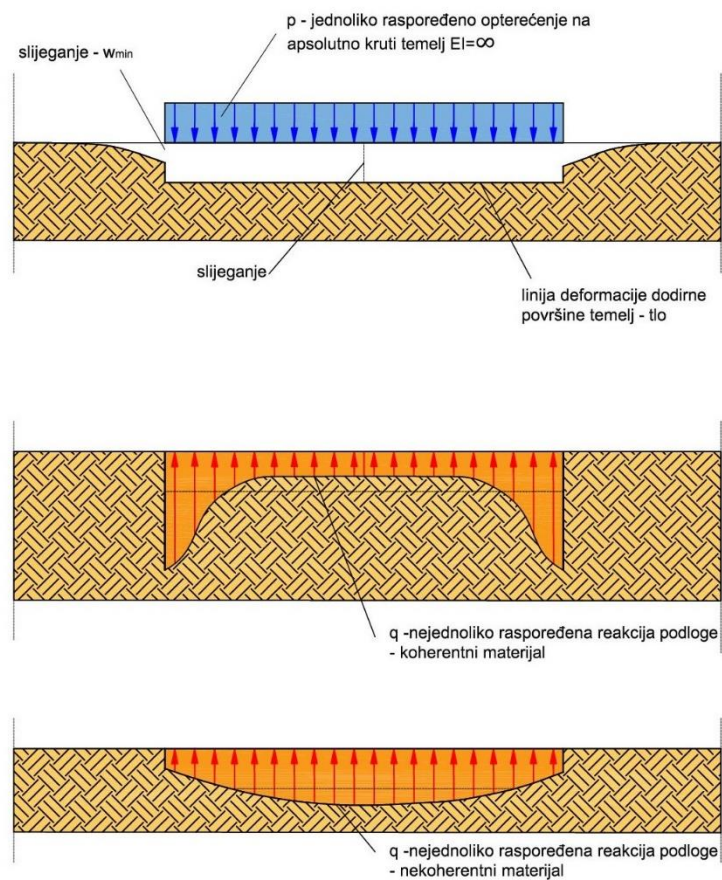 p - jednoliko raspoređeno opterećenje na
apsolutno kruti temelj EI=∞
slijeganje - wmin
slijeganje
linija deformacije dodirne
površine temelj - tlo
q -nejednoliko raspoređena reakcija podloge
- koherentni materijal
q -nejednoliko raspoređena reakcija podloge
- nekoherentni materijal